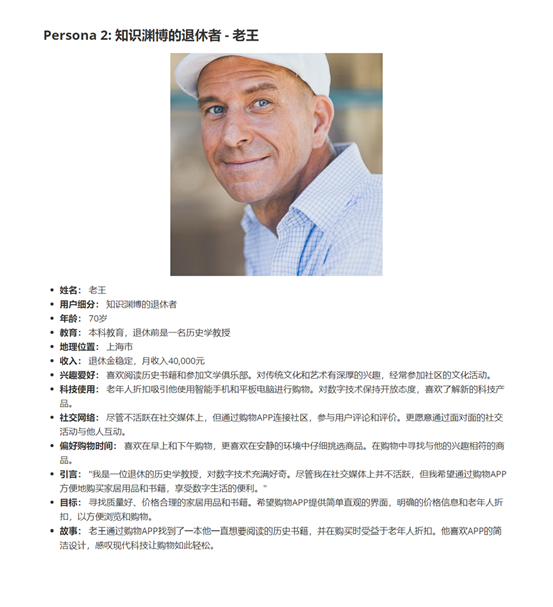 Persona 2: 知识渊博的退休者 - 老王
姓名： 老王
用户细分： 知识渊博的退休者
年龄： 70岁
教育： 本科教育，退休前是一名历史学教授
地理位置： 上海市
收入： 退休金稳定，月收入40,000元
兴趣爱好： 喜欢阅读历史书籍和参加文学俱乐部。对传统文化和艺术有深厚的兴趣，经常参加社区的文化活动。
科技使用： 老年人折扣吸引他使用智能手机和平板电脑进行购物。对数字技术保持开放态度，喜欢了解新的科技产
品。
社交网络： 尽管不活跃在社交媒体上，但通过购物APP连接社区，参与用户评论和评价。更愿意通过面对面的社交
活动与他人互动。
偏好购物时间： 喜欢在早上和下午购物，更喜欢在安静的环境中仔细挑选商品。在购物中寻找与他的兴趣相符的商
品。
引言： "我是一位退休的历史学教授，对数字技术充满好奇。尽管我在社交媒体上并不活跃，但我希望通过购物APP
方便地购买家居用品和书籍，享受数字生活的便利。"
目标： 寻找质量好、价格合理的家居用品和书籍。希望购物APP提供简单直观的界面，明确的价格信息和老年人折
扣，以方便浏览和购物。
故事： 老王通过购物APP找到了一本他一直想要阅读的历史书籍，并在购买时受益于老年人折扣。他喜欢APP的简
洁设计，感叹现代科技让购物如此轻松。